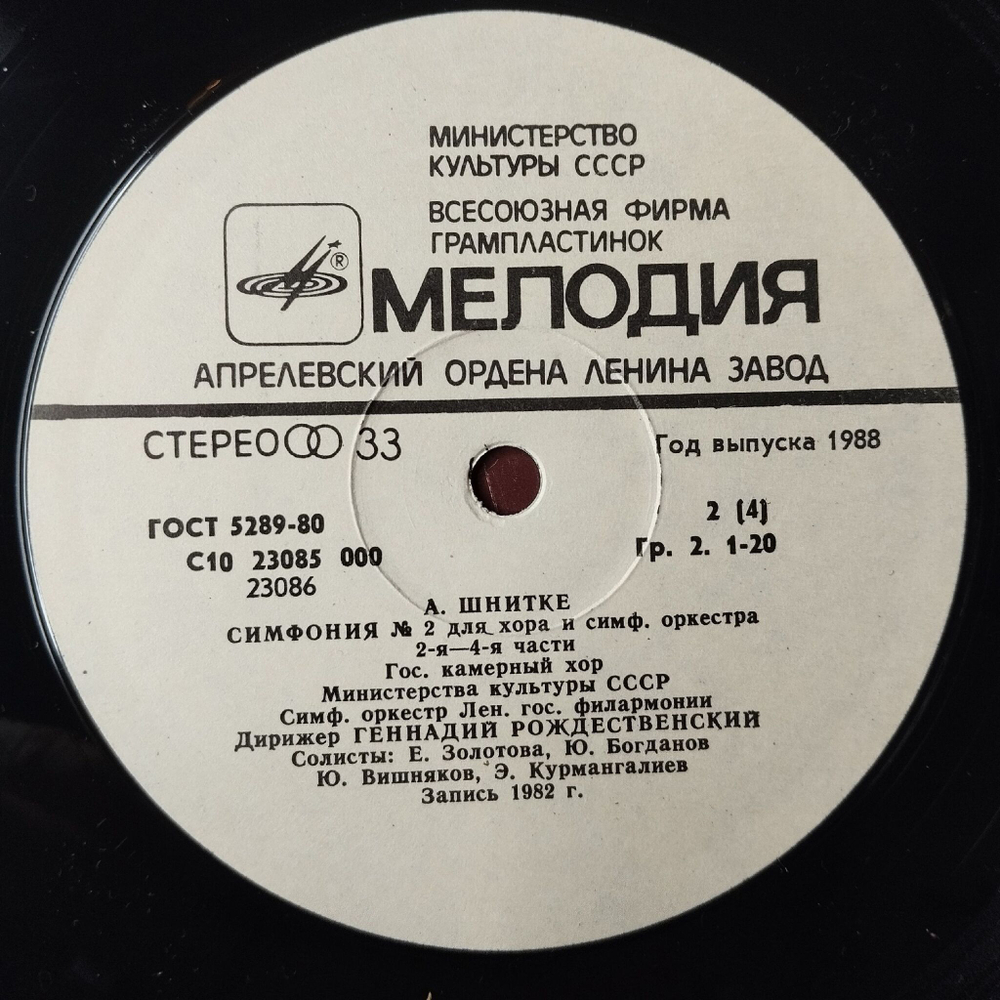 МИНИСТЕРСТВО
КУЛЬТУРЫ СССР
ВСЕСОЮЗНАЯ ФИРМА
ГРАМПЛАСТИНОК
®
МЕЛОДИЯ
АПРЕЛЕВСКИЙ ОРДЕНА ЛЕНИНА ЗАВОД
СТЕРЕО 33
Год выпуска 1988
ГОСТ 5289-80
С10 23085 000
23086
2 (4)
Гр. 2. 1-20
А. ШНИТКЕ
СИМФОНИЯ № 2 для хора и симф. оркестра
2-я—4-я части
Гос. камерный хор
Министерства культуры СССР
Симф. оркестр Лен. гос. филармонии
Дирижер ГЕННАДИЙ РОЖДЕСТВЕНСКИЙ
Солисты: Е. Золотова, Ю. Богданов
Ю. Вишняков, Э. Курмангалиев
Запись 1982 г.